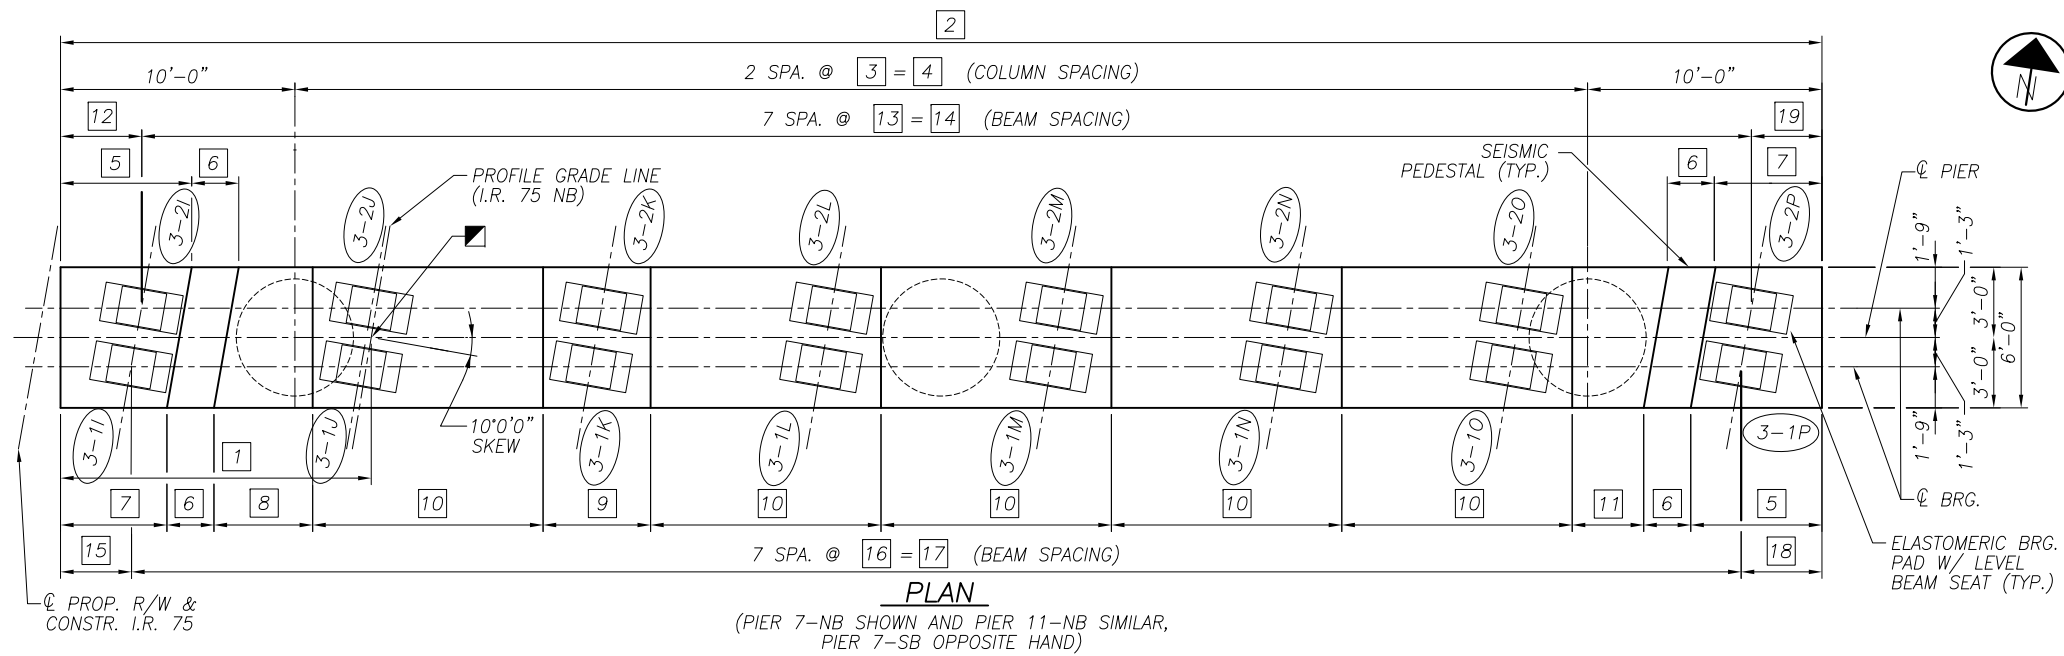 2
10'-0"
2 SPA. @ 3 = 4 (COLUMN SPACING)
10'-0"
N
12
7 SPA. @ 13 = 14 (BEAM SPACING)
19
5
6
PROFILE GRADE LINE
(I.R. 75 NB)
SEISMIC
PEDESTAL (TYP.)
6
7
℄ PIER
3-2I
3-2J
3-2K
3-2L
3-2M
3-2N
3-2O
3-2P
1'-9"
1'-3"
3'-0"
6'-0"
3'-0"
1'-9"
1'-3"
10°0'0"
SKEW
3-1I
3-1J
3-1K
3-1L
3-1M
3-1N
3-1O
3-1P
1
7
6
8
10
9
10
10
10
10
11
6
5
℄ BRG.
15
7 SPA. @ 16 = 17 (BEAM SPACING)
18
ELASTOMERIC BRG.
PAD W/ LEVEL
BEAM SEAT (TYP.)
℄ PROP. R/W &
CONSTR. I.R. 75
PLAN
(PIER 7-NB SHOWN AND PIER 11-NB SIMILAR,
PIER 7-SB OPPOSITE HAND)